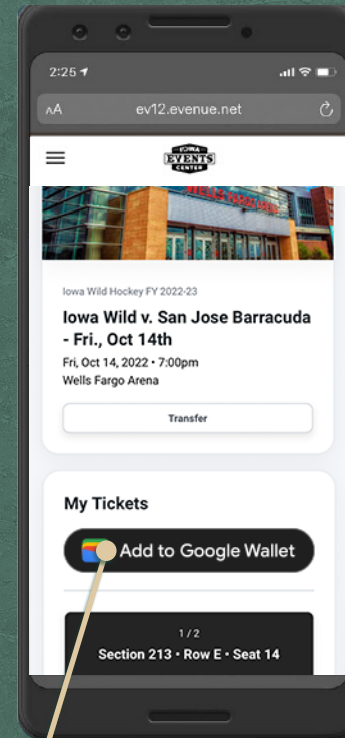 2:25
AA ev12.evenue.net
IOWA
EVENTS
CENTER
WELLS FARGO ARENA
Iowa Wild Hockey FY 2022-23
Iowa Wild v. San Jose Barracuda
- Fri., Oct 14th
Fri, Oct 14, 2022 • 7:00pm
Wells Fargo Arena
Transfer
My Tickets
Add to Google Wallet
1 / 2
Section 213 • Row E • Seat 14